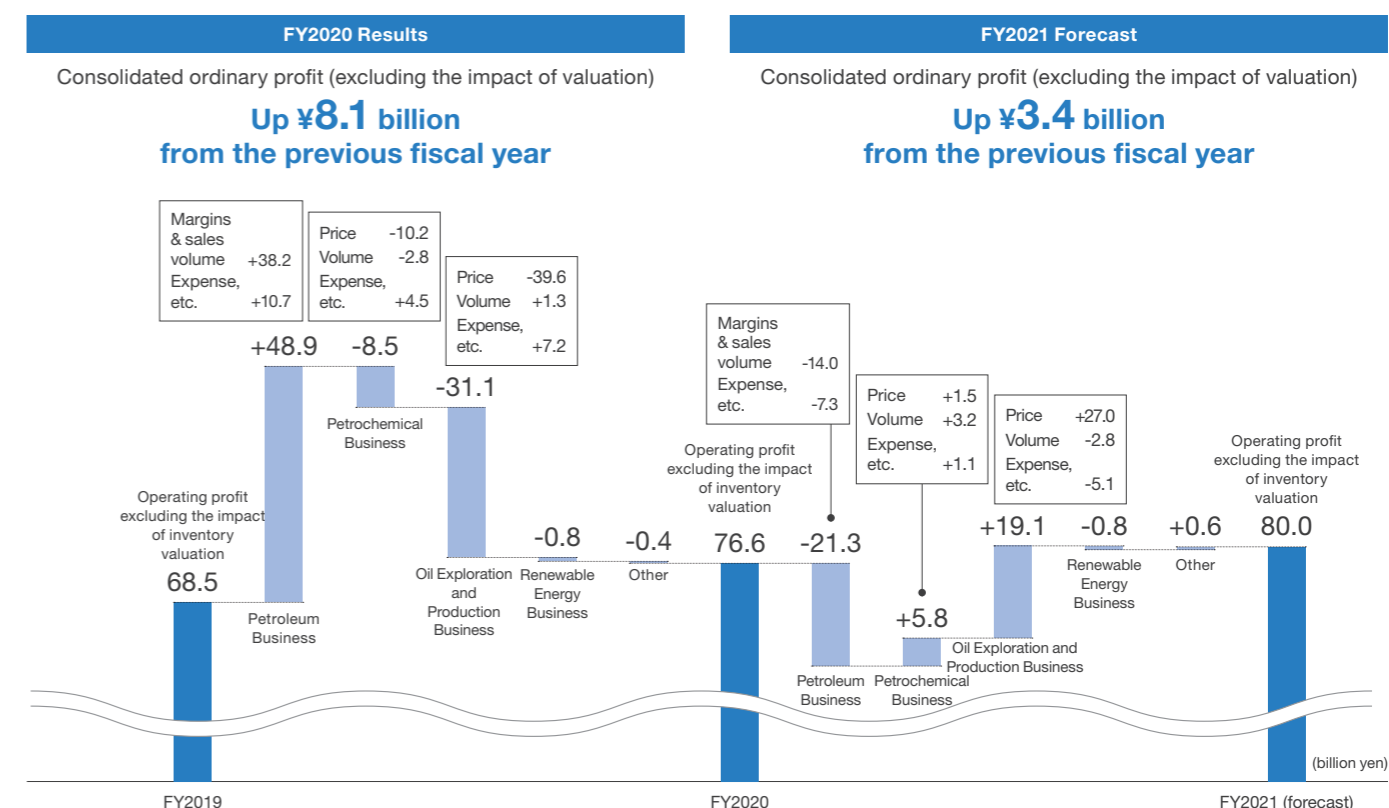 FY2020 Results
Consolidated ordinary profit (excluding the impact of valuation)
Up ¥8.1 billion
from the previous fiscal year
FY2021 Forecast
Consolidated ordinary profit (excluding the impact of valuation)
Up ¥3.4 billion
from the previous fiscal year
Margins
& sales
volume +38.2
Expense,
etc. +10.7
Price -10.2
Volume -2.8
Expense,
etc. +4.5
Price -39.6
Volume +1.3
Expense,
etc. +7.2
Operating profit
excluding the impact
of inventory
valuation
68.5
+48.9
Petroleum
Business
-8.5
Petrochemical
Business
-31.1
Oil Exploration
and
Production
Business
-0.8
Renewable
Energy
Business
-0.4
Other
Operating profit
excluding the impact
of inventory
valuation
76.6
Margins
& sales
volume -14.0
Expense,
etc. -7.3
-21.3
Petroleum
Business
Price +1.5
Volume +3.2
Expense,
etc. +1.1
+5.8
Petrochemical
Business
Price +27.0
Volume -2.8
Expense,
etc. -5.1
+19.1
Oil Exploration and
Production Business
-0.8
Renewable
Energy
Business
+0.6
Other
Operating profit
excluding the impact
of inventory
valuation
80.0
(billion yen)
FY2019
FY2020
FY2021 (forecast)